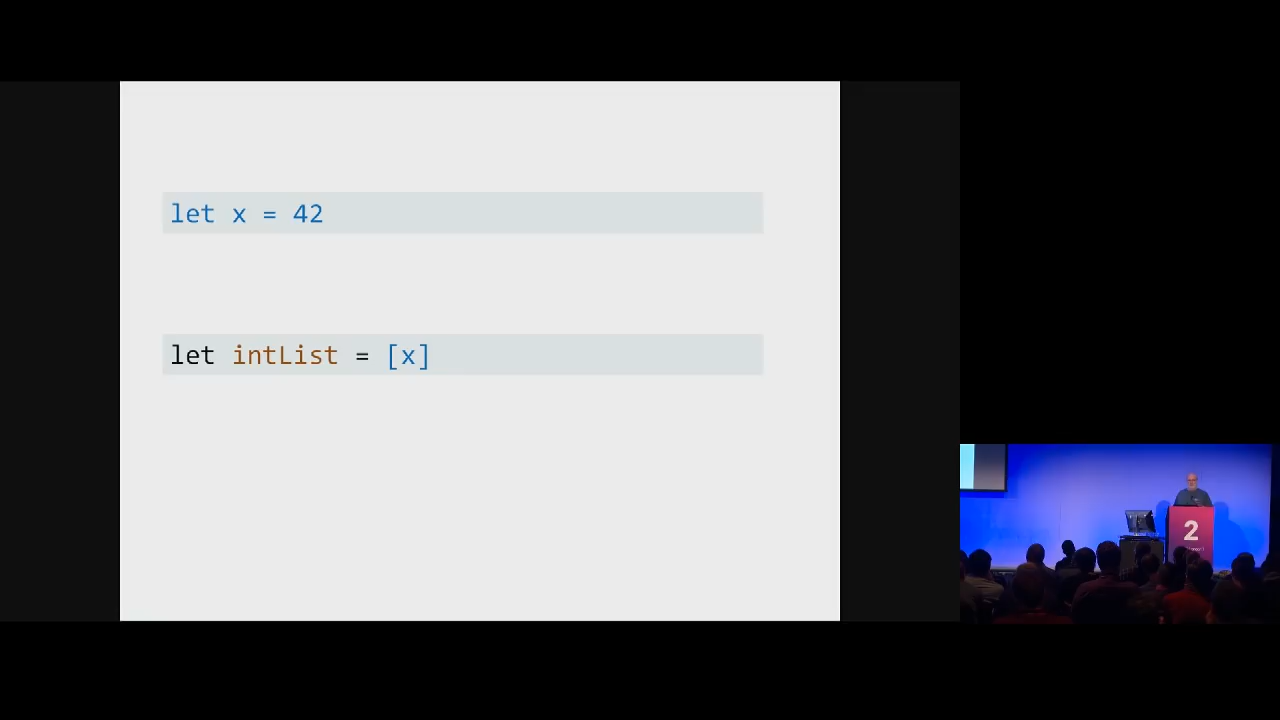 let x = 42
let intList = [x]
2